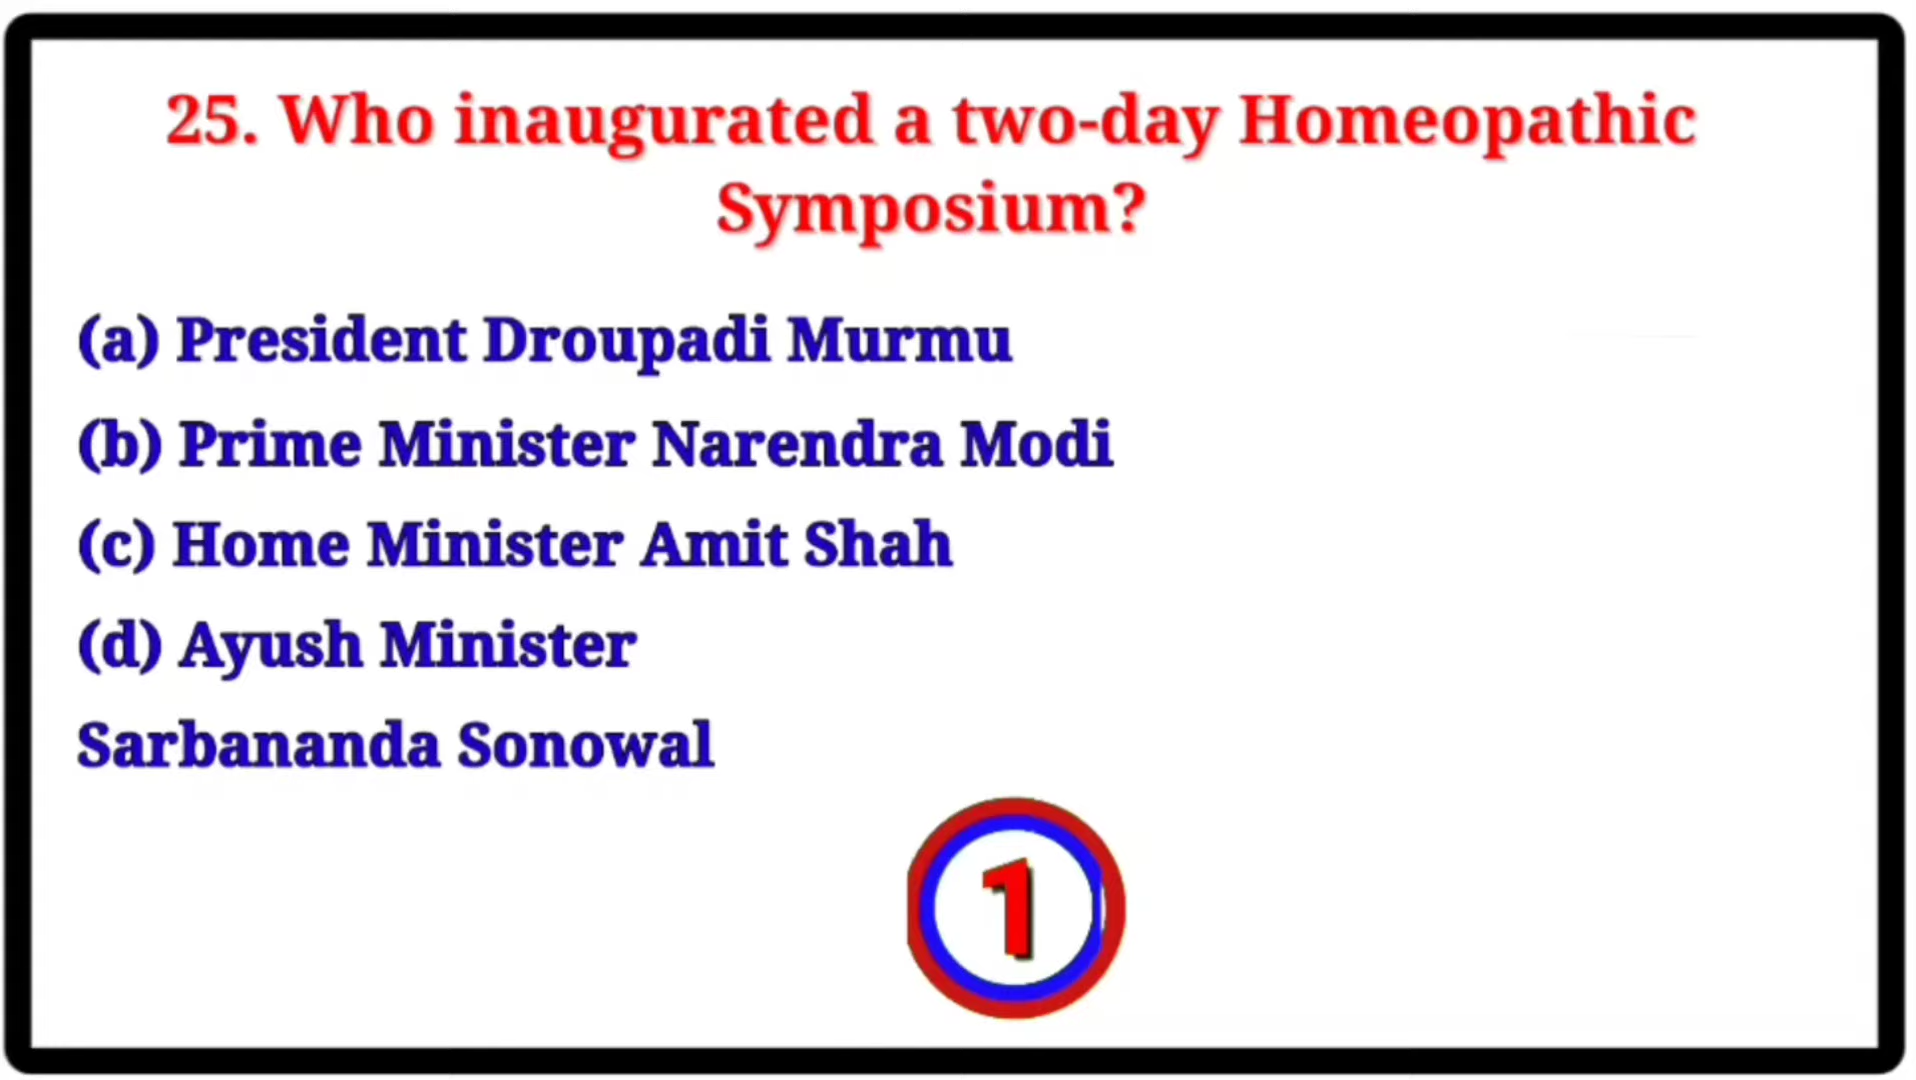 25. Who inaugurated a two-day Homeopathic
Symposium?
(a) President Droupadi Murmu
(b) Prime Minister Narendra Modi
(c) Home Minister Amit Shah
(d) Ayush Minister
Sarbananda Sonowal
1